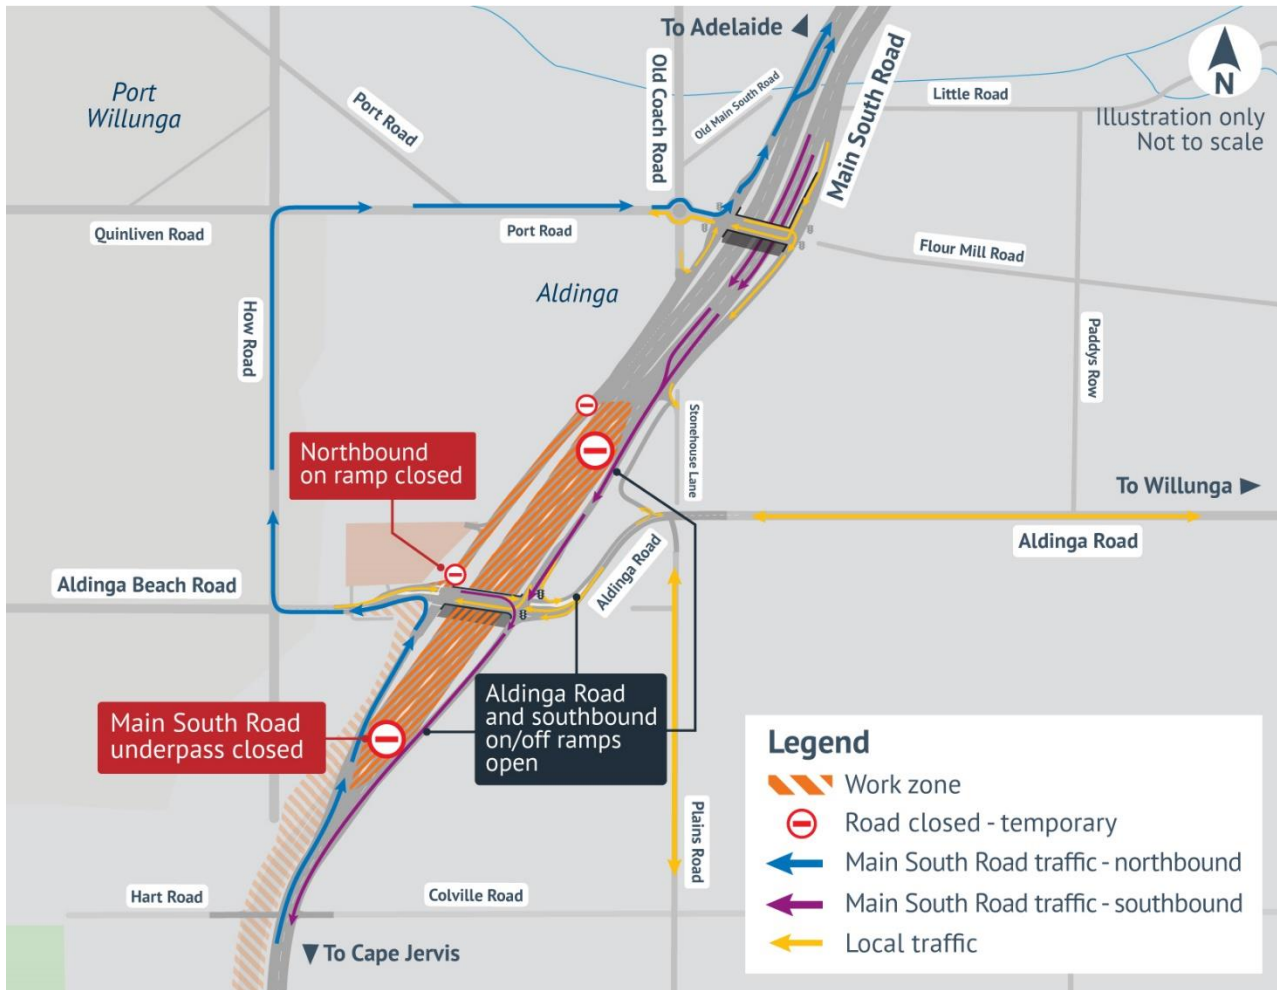 To Adelaide
N
Illustration only
Not to scale
Port
Willunga
Port Road
Old Coach Road
Old Main South Road
Main South Road
Little Road
Quinliven Road
Port Road
Flour Mill Road
Aldinga
How Road
Paddys Row
Stonehouse Lane
Northbound
on ramp closed
To Willunga
Aldinga Road
Aldinga Beach Road
Aldinga Road
Main South Road
underpass closed
Aldinga Road
and southbound
on/off ramps
open
Plains Road
Hart Road
Colville Road
To Cape Jervis
Legend
Work zone
Road closed - temporary
Main South Road traffic - northbound
Main South Road traffic - southbound
Local traffic